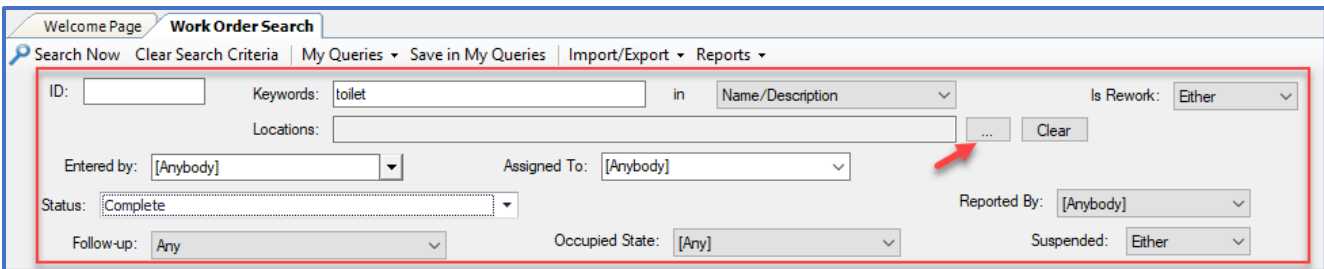 Welcome Page Work Order Search
Search Now Clear Search Criteria My Queries Save in My Queries Import/Export Reports
ID: Keywords: toilet in Name/Description Is Rework: Either
Locations: ... Clear
Entered by: [Anybody] Assigned To: [Anybody]
Status: Complete Reported By: [Anybody]
Follow-up: Any Occupied State: [Any] Suspended: Either